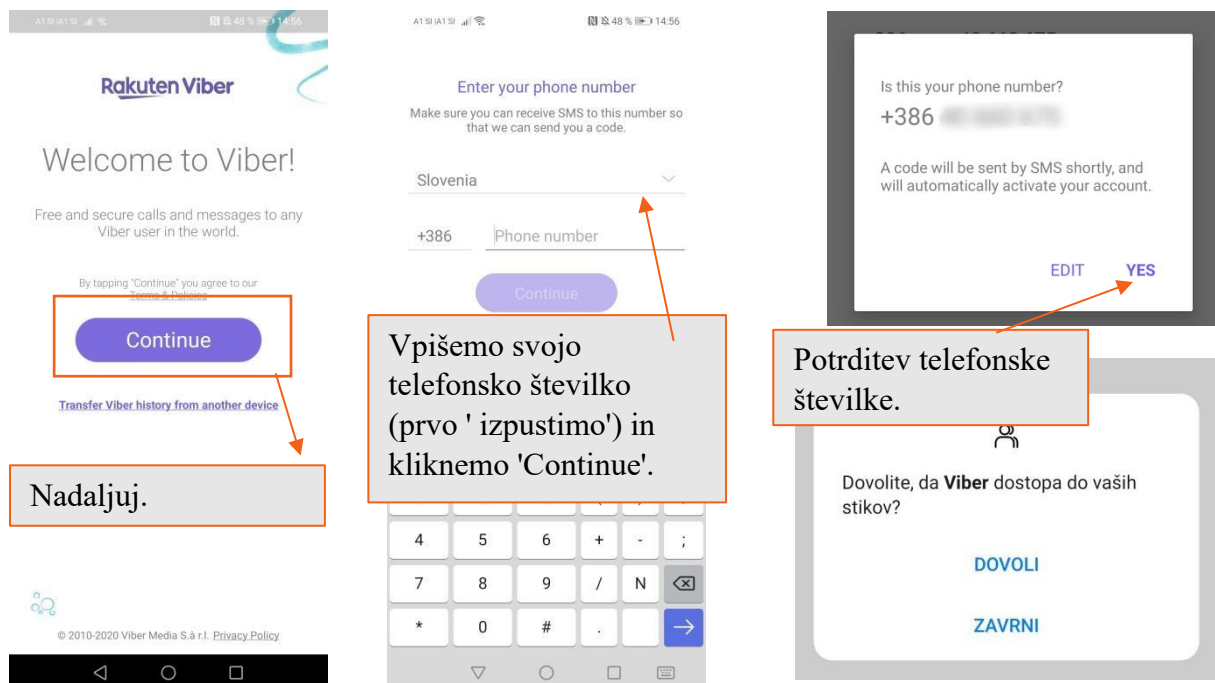 A1 SI |A1 SI 48 % 14:56
Rakuten Viber
Welcome to Viber!
Free and secure calls and messages to any
Viber user in the world.
By tapping "Continue" you agree to our
Terms & Policies
Continue
Transfer Viber history from another device
Nadaljuj.
© 2010-2020 Viber Media S.à r.l. Privacy Policy
A1 SI |A1 SI 48 % 14:56
Enter your phone number
Make sure you can receive SMS to this number so
that we can send you a code.
Slovenia
+386 Phone number
Continue
Vpišemo svojo
telefonsko številko
(prvo ' izpustimo') in
kliknemo 'Continue'.
4 5 6 + - ;
7 8 9 / N
* 0 # .
Is this your phone number?
+386
A code will be sent by SMS shortly, and
will automatically activate your account.
EDIT YES
Potrditev telefonske
številke.
Dovolite, da Viber dostopa do vaših
stikov?
DOVOLI
ZAVRNI